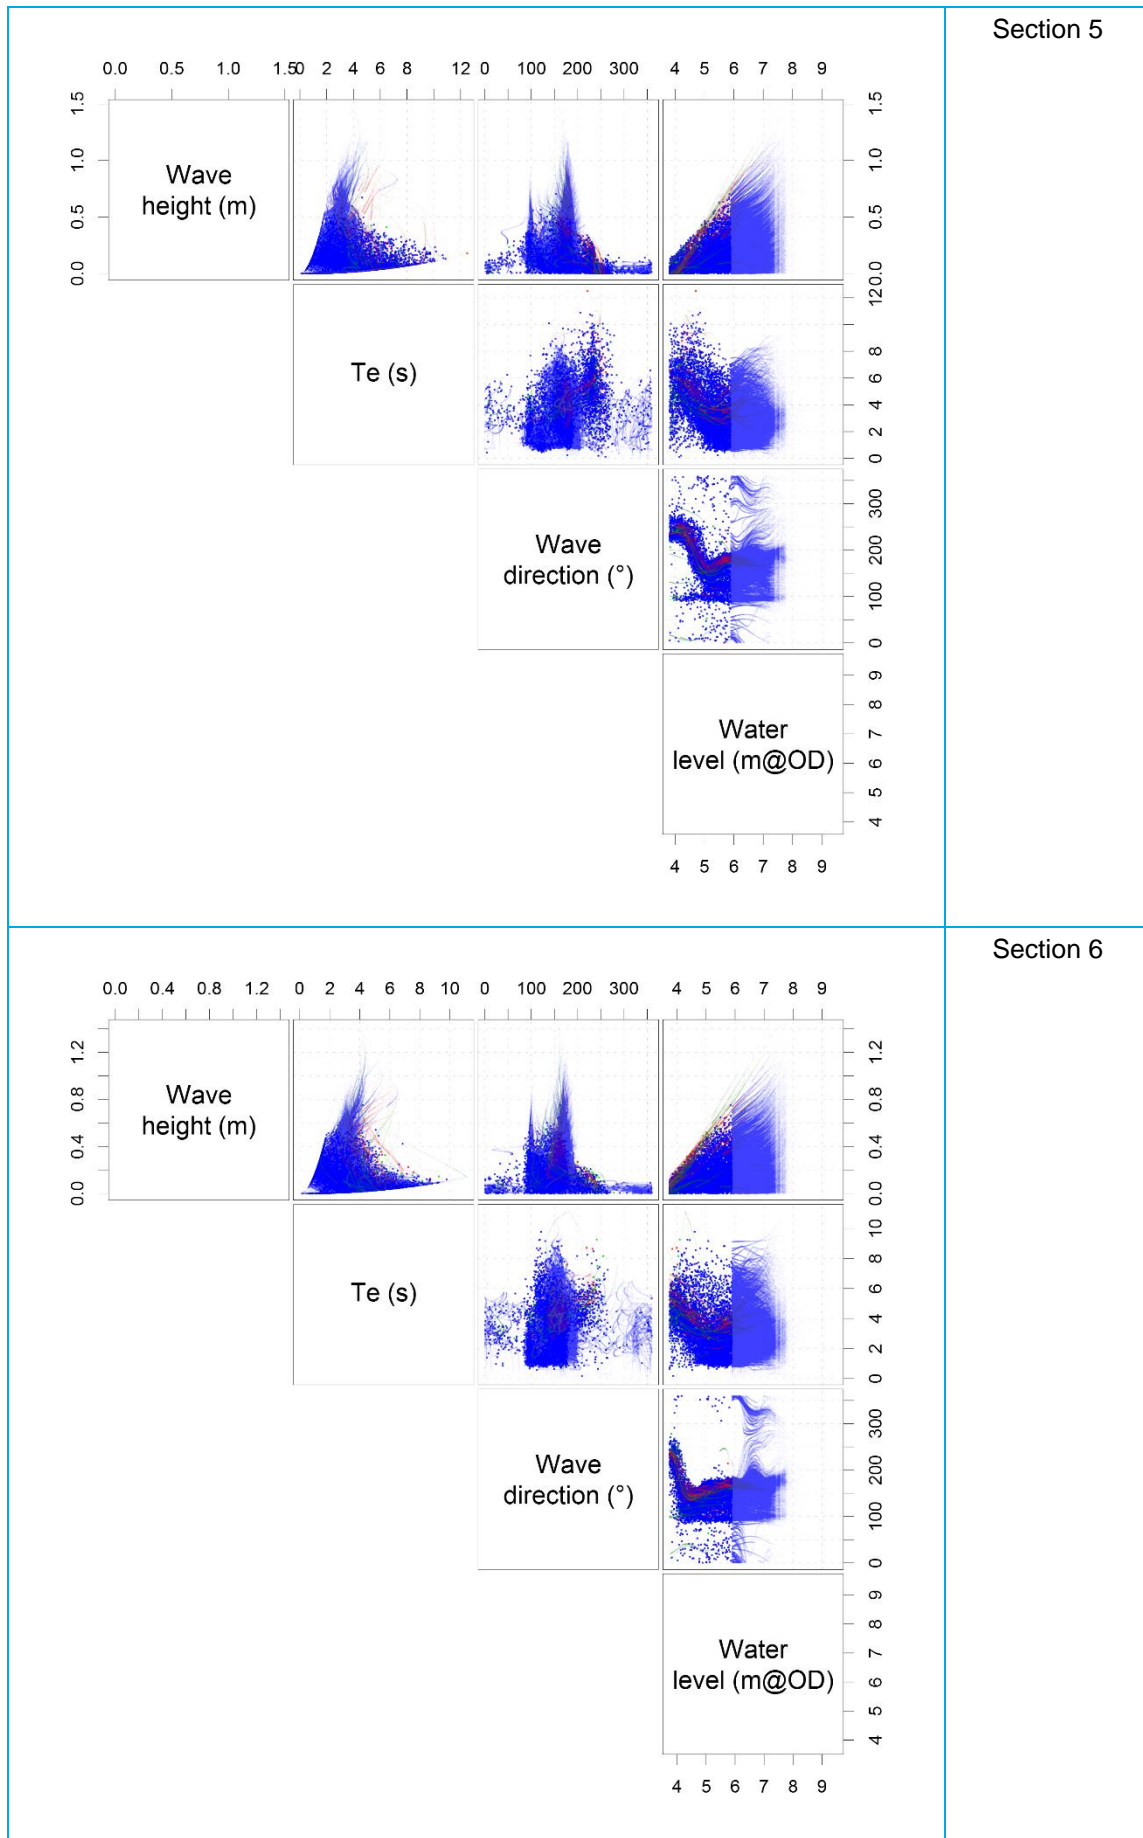 Section 5
0.0 0.5 1.0 1.5 0 2 4 6 8 12 0 100 200 300 4 5 6 7 8 9
0.0 0.5 1.0 1.5
Wave
height (m)
0.0 0.5 1.0 1.5
Te (s)
0 2 4 6 8 12
Wave
direction (°)
0 100 200 300
Water
level (m@OD)
4 5 6 7 8 9
4 5 6 7 8 9
Section 6
0.0 0.4 0.8 1.2 0 2 4 6 8 10 0 100 200 300 4 5 6 7 8 9
0.0 0.4 0.8 1.2
Wave
height (m)
0.0 0.4 0.8 1.2
Te (s)
0 2 4 6 8 10
Wave
direction (°)
0 100 200 300
Water
level (m@OD)
4 5 6 7 8 9
4 5 6 7 8 9